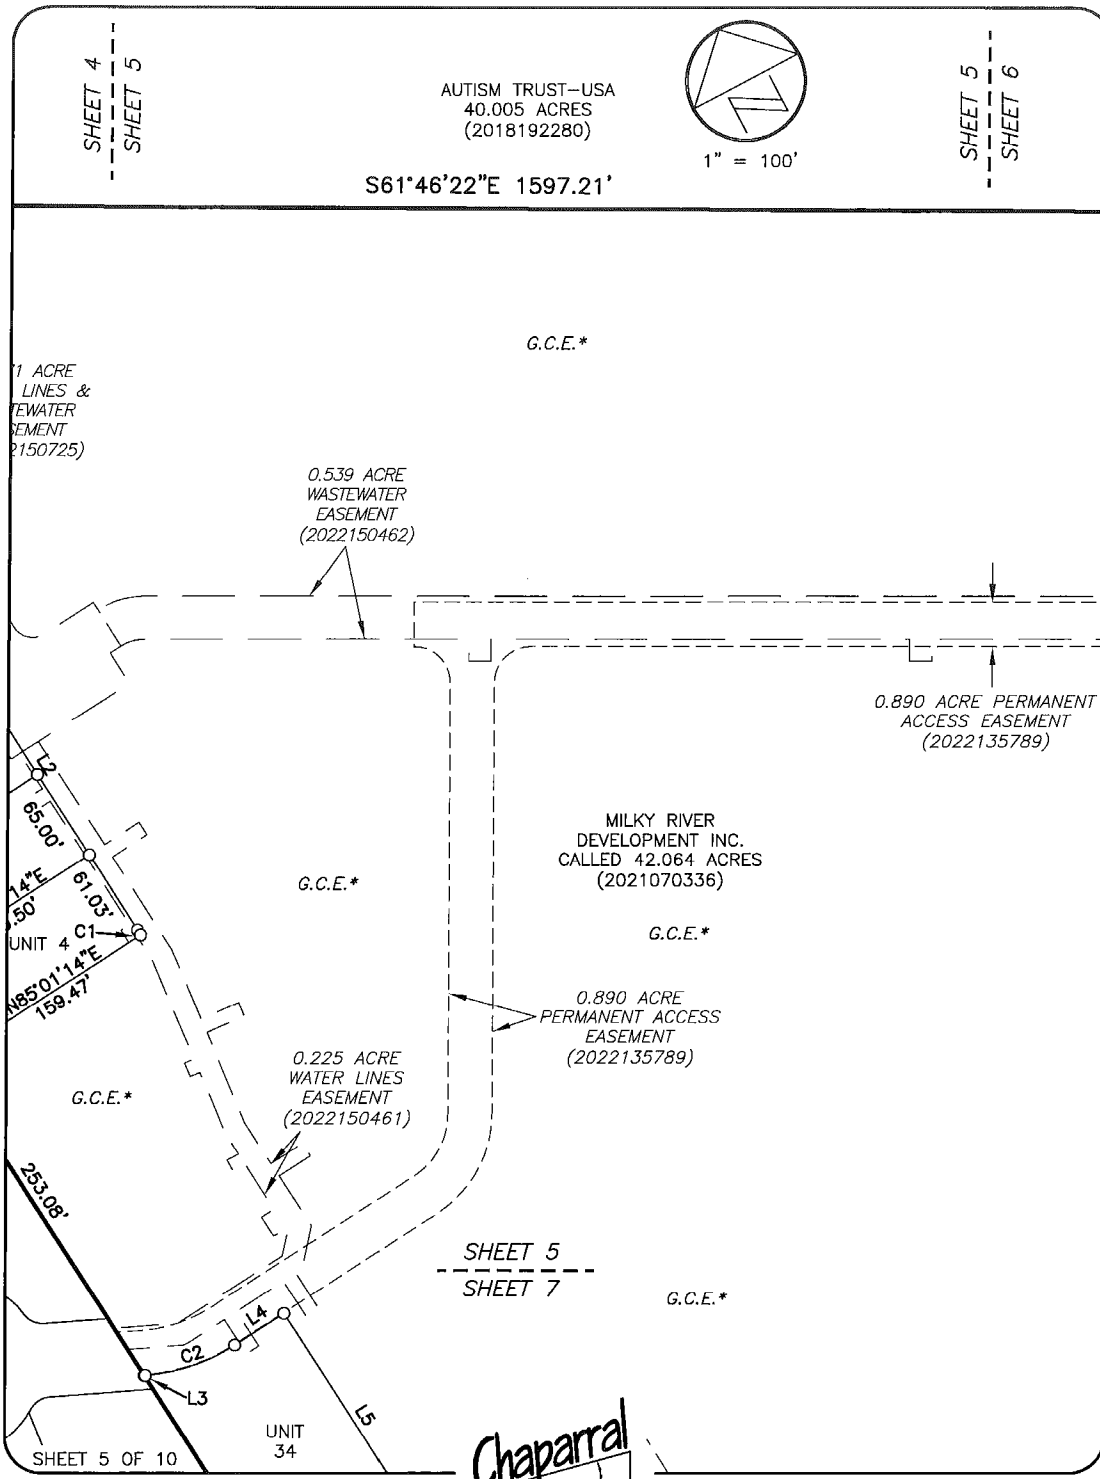 SHEET 4
SHEET 5
AUTISM TRUST-USA
40.005 ACRES
(2018192280)
1" = 100'
SHEET 5
SHEET 6
S61°46'22"E 1597.21'
G.C.E.*
1 ACRE
LINES &
TEWATER
SEMENT
2150725)
0.539 ACRE
WASTEWATER
EASEMENT
(2022150462)
0.890 ACRE PERMANENT
ACCESS EASEMENT
(2022135789)
L2
65.00'
61.03'
14"E
.50'
UNIT 4
C1
N85°01'14"E
159.47'
G.C.E.*
MILKY RIVER
DEVELOPMENT INC.
CALLED 42.064 ACRES
(2021070336)
G.C.E.*
0.890 ACRE
PERMANENT ACCESS
EASEMENT
(2022135789)
0.225 ACRE
WATER LINES
EASEMENT
(2022150461)
G.C.E.*
253.08'
SHEET 5
SHEET 7
G.C.E.*
L4
C2
L3
L5
UNIT
34
SHEET 5 OF 10
Chaparral